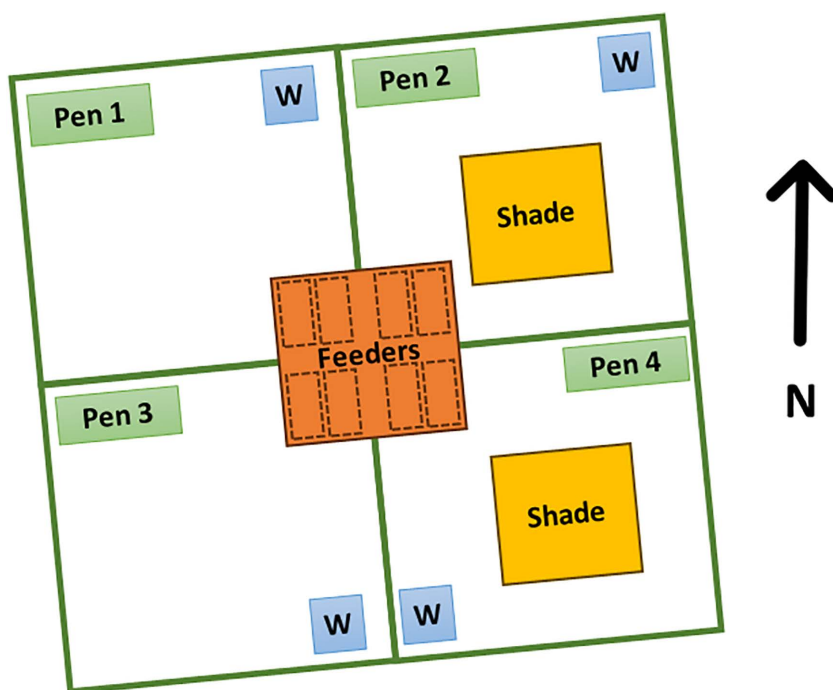 Pen 1
W
Pen 2
W
Shade
Feeders
Pen 3
Pen 4
Shade
W
W
N